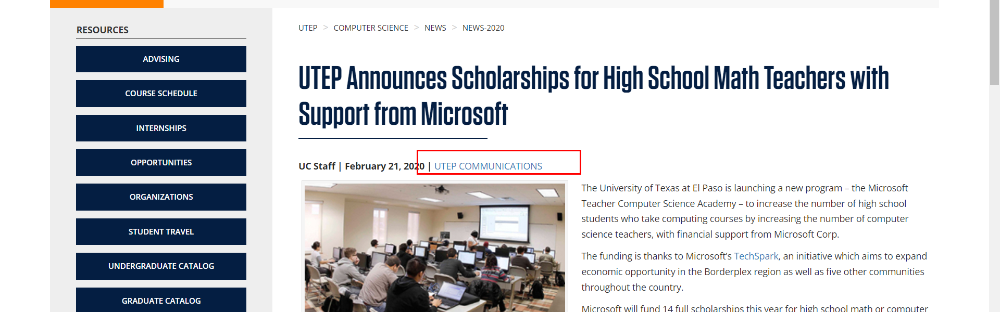 RESOURCES
ADVISING
COURSE SCHEDULE
INTERNSHIPS
OPPORTUNITIES
ORGANIZATIONS
STUDENT TRAVEL
UNDERGRADUATE CATALOG
GRADUATE CATALOG
UTEP > COMPUTER SCIENCE > NEWS > NEWS-2020
UTEP Announces Scholarships for High School Math Teachers with
Support from Microsoft
UC Staff | February 21, 2020 | UTEP COMMUNICATIONS
The University of Texas at El Paso is launching a new program – the Microsoft
Teacher Computer Science Academy – to increase the number of high school
students who take computing courses by increasing the number of computer
science teachers, with financial support from Microsoft Corp.
The funding is thanks to Microsoft’s TechSpark, an initiative which aims to expand
economic opportunity in the Borderplex region as well as five other communities
throughout the country.
Microsoft will fund 14 full scholarships this year for high school math or computer